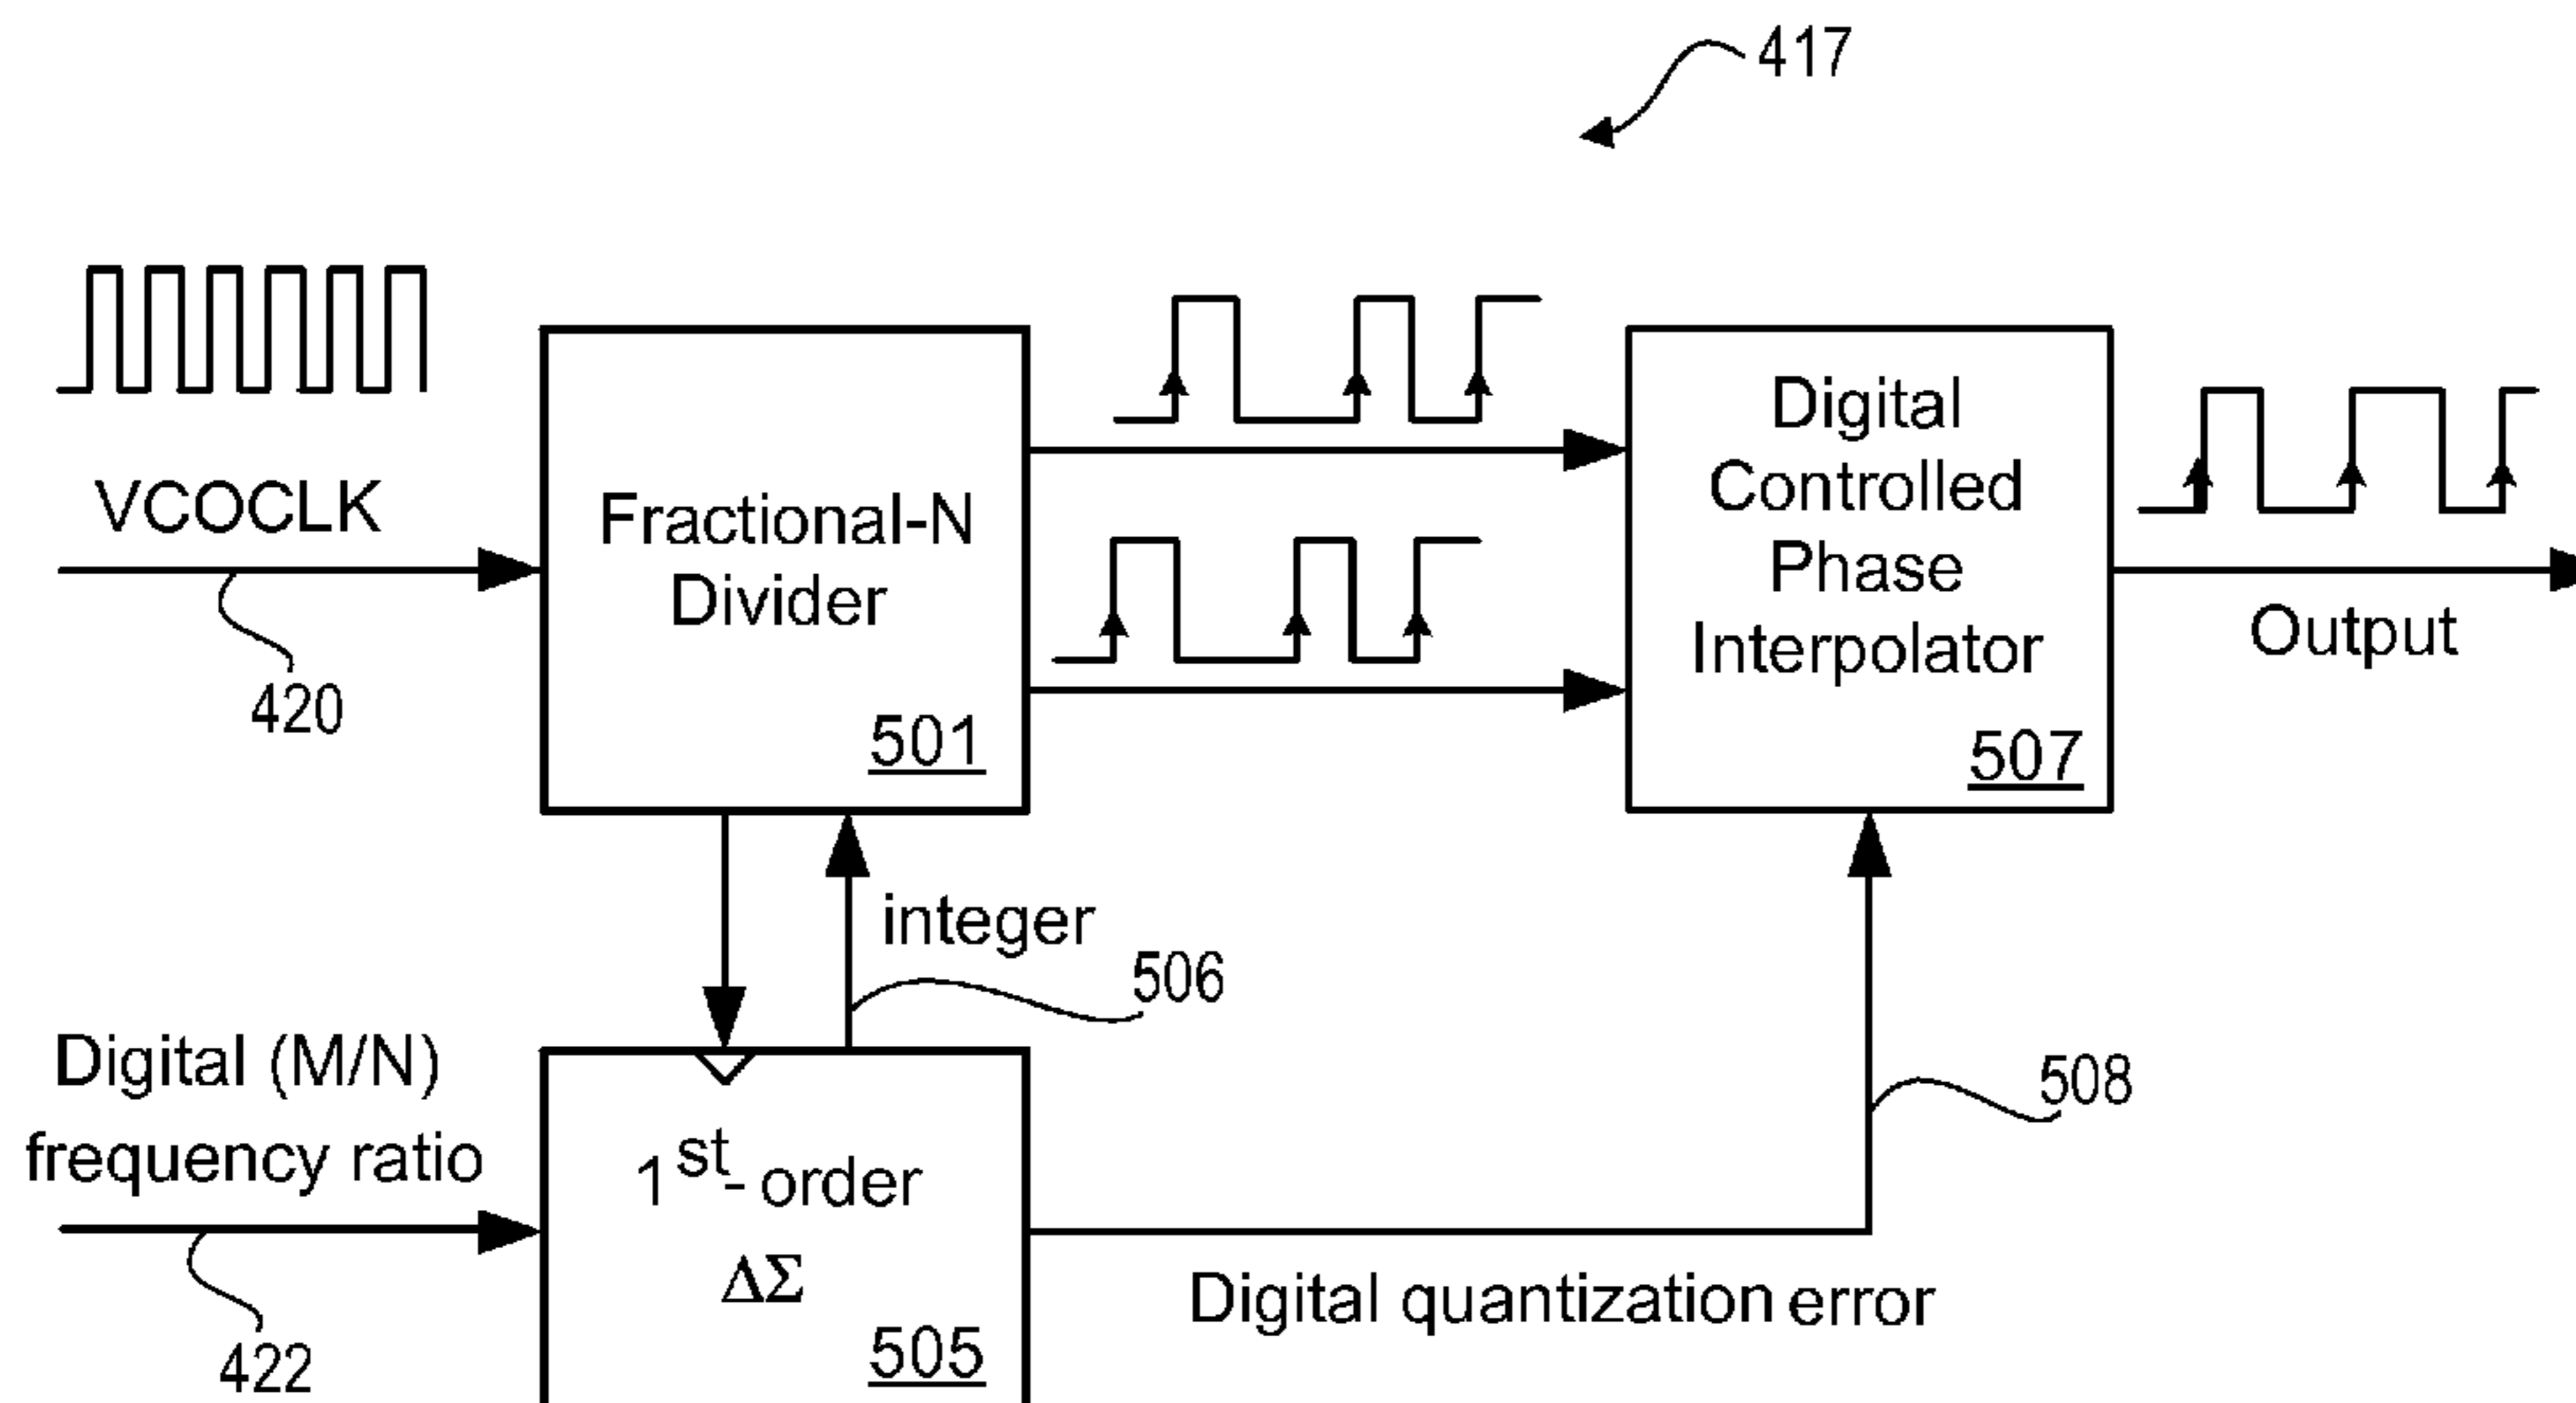 417
VCOCLK
420
Fractional-N
Divider
501
Digital
Controlled
Phase
Interpolator
507
Output
integer
506
Digital (M/N)
frequency ratio
422
1st- order
ΔΣ
505
508
Digital quantization error